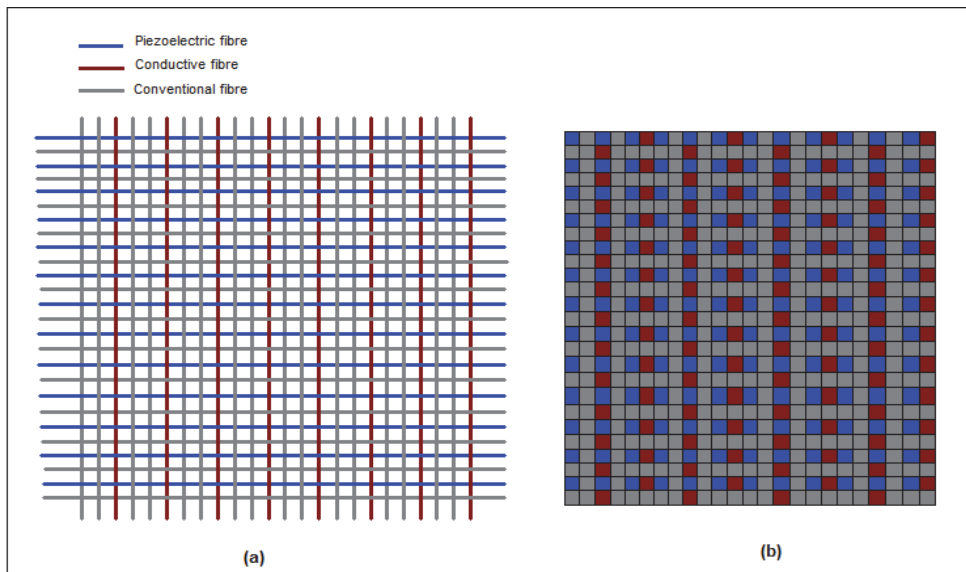 Piezoelectric fibre
Conductive fibre
Conventional fibre
(a)
(b)